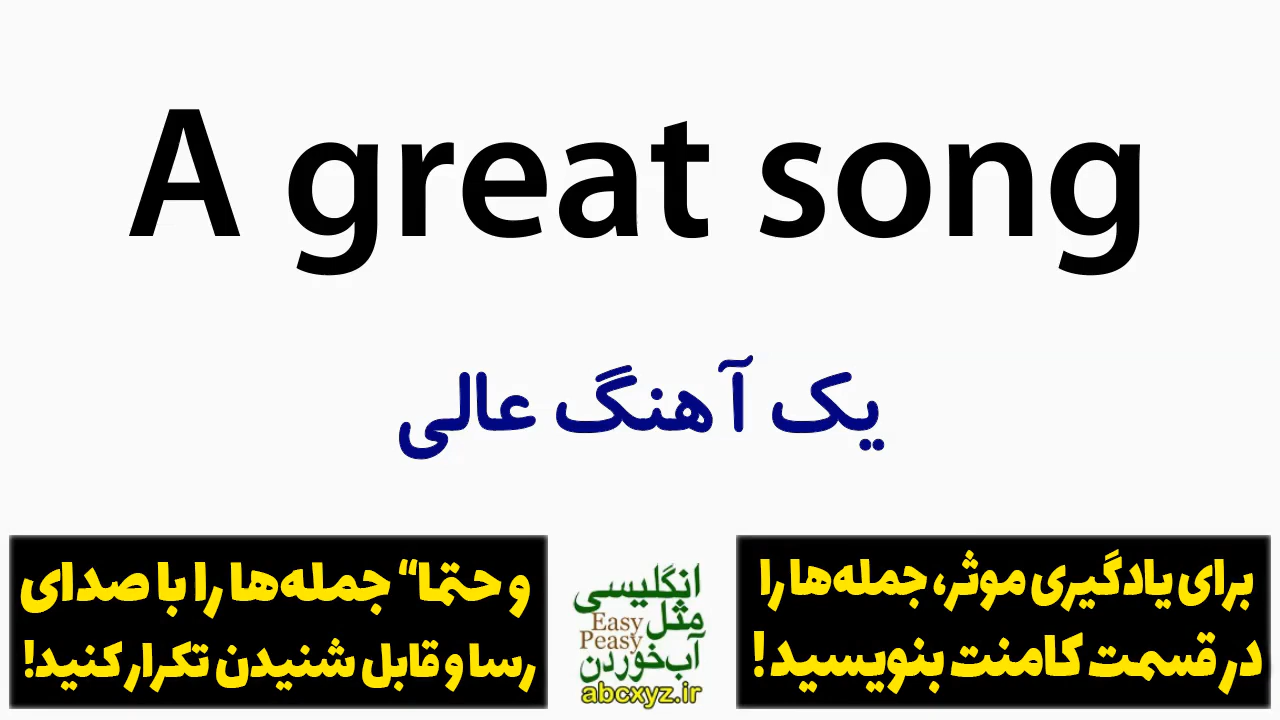 A great song
یک آهنگ عالی
برای یادگیری موثر، جمله‌ها را
در قسمت کامنت بنویسید!
انگلیسی
مثل
Easy
Peasy
آب‌خوردن
abcxyz.ir
و حتما“ جمله‌ها را با صدای
رسا و قابل شنیدن تکرار کنید!